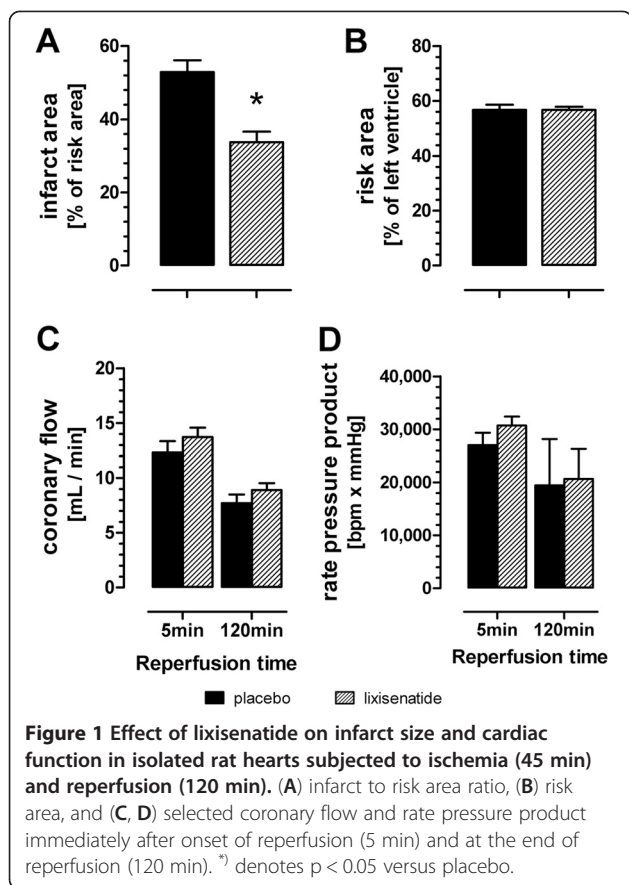 A
infarct area
[% of risk area]
60
40
20
0
*
B
risk area
[% of left ventricle]
80
60
40
20
0
C
coronary flow
[mL / min]
20
15
10
5
0
5min 120min
Reperfusion time
D
rate pressure product
[bpm x mmHg]
40,000
30,000
20,000
10,000
0
5min 120min
Reperfusion time
placebo lixisenatide
Figure 1 Effect of lixisenatide on infarct size and cardiac
function in isolated rat hearts subjected to ischemia (45 min)
and reperfusion (120 min). (A) infarct to risk area ratio, (B) risk
area, and (C, D) selected coronary flow and rate pressure product
immediately after onset of reperfusion (5 min) and at the end of
reperfusion (120 min). *) denotes p < 0.05 versus placebo.